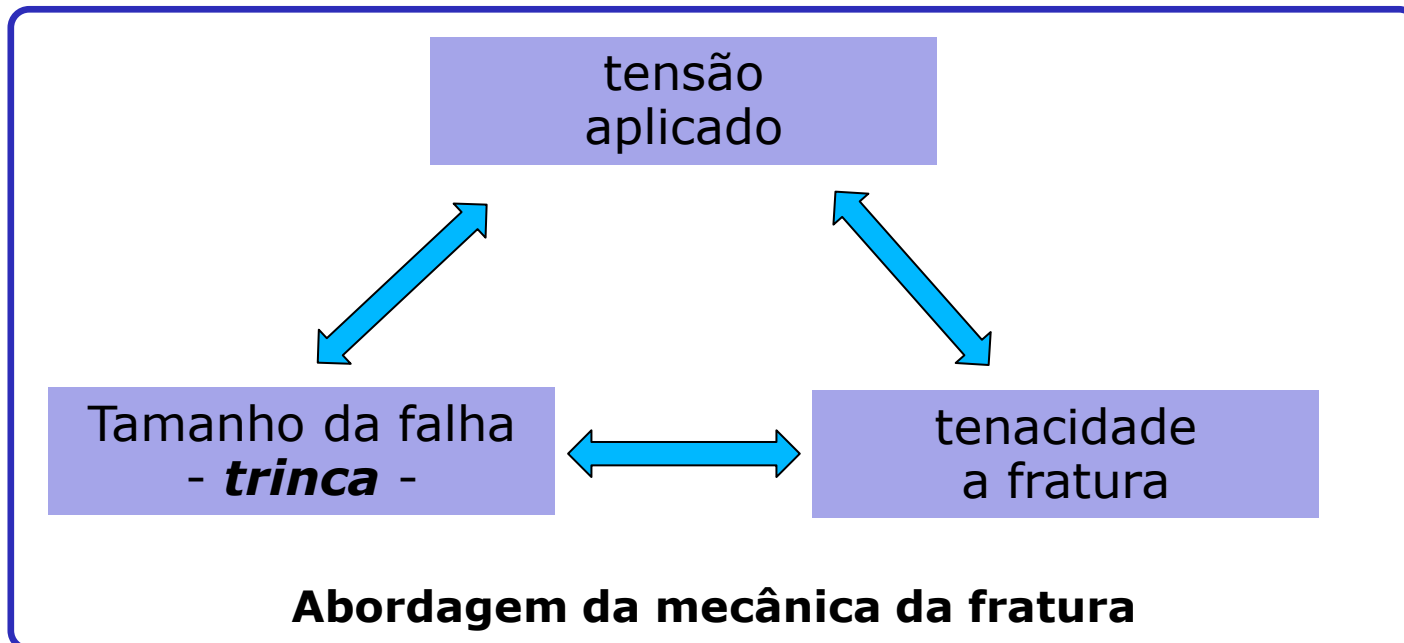 tensão
aplicado
Tamanho da falha
- trinca -
tenacidade
a fratura
Abordagem da mecânica da fratura